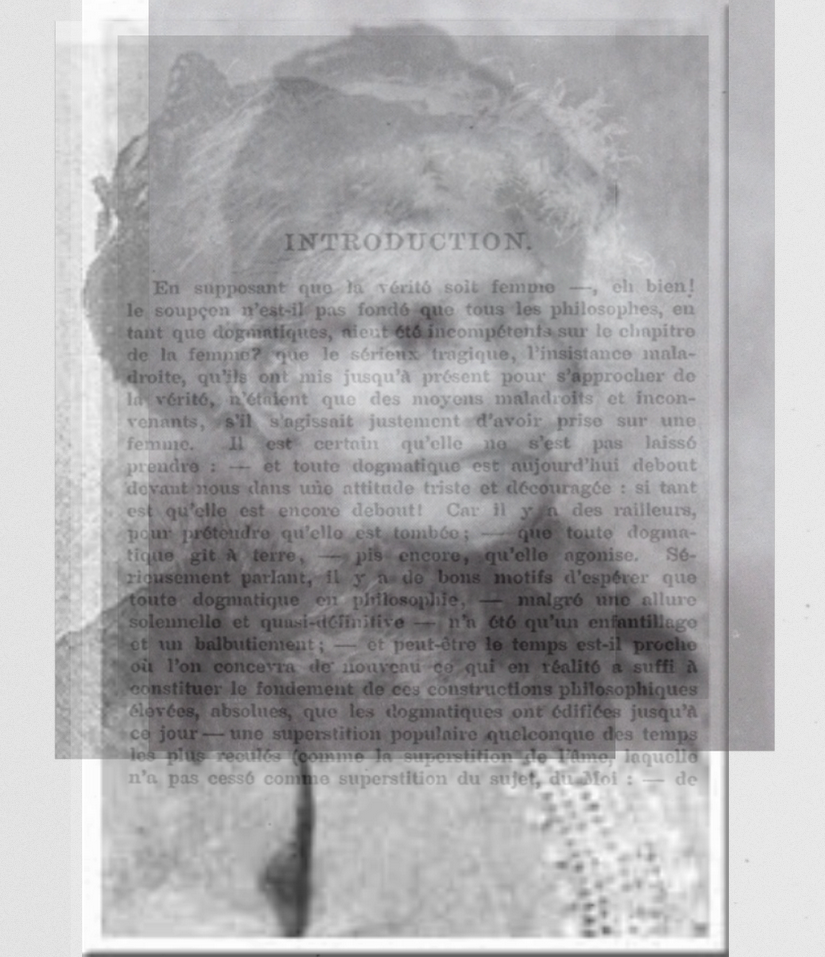 INTRODUCTION.
En supposant que la vérité soit femme —, eh bien!
le soupçon n'est-il pas fondé que tous les philosophes, en
tant que dogmatiques, aient été incompétents sur le chapitre
de la femme? que le sérieux tragique, l'insistance mala-
droite, qu'ils ont mis jusqu'à présent pour s'approcher de
la vérité, n'étaient que des moyens maladroits et incon-
venants, s'il s'agissait justement d'avoir prise sur une
femme. Il est certain qu'elle ne s'est pas laissé
prendre : — et toute dogmatique est aujourd'hui debout
devant nous dans une attitude triste et découragée : si tant
est qu'elle est encore debout! Car il y a des railleurs,
pour prétendre qu'elle est tombée; — que toute dogma-
tique git à terre, — pis encore, qu'elle agonise. Sé-
rieusement parlant, il y a de bons motifs d'espérer que
toute dogmatique en philosophie, — malgré une allure
solennelle et quasi-définitive — n'a été qu'un enfantillage
et un balbutiement; — et peut-être le temps est-il proche
où l'on concevra de nouveau ce qui en réalité a suffi à
constituer le fondement de ces constructions philosophiques
élevées, absolues, que les dogmatiques ont édifiées jusqu'à
ce jour — une superstition populaire quelconque des temps
les plus reculés (comme la superstition de l'âme, laquelle
n'a pas cessé comme superstition du sujet, du Moi : — de